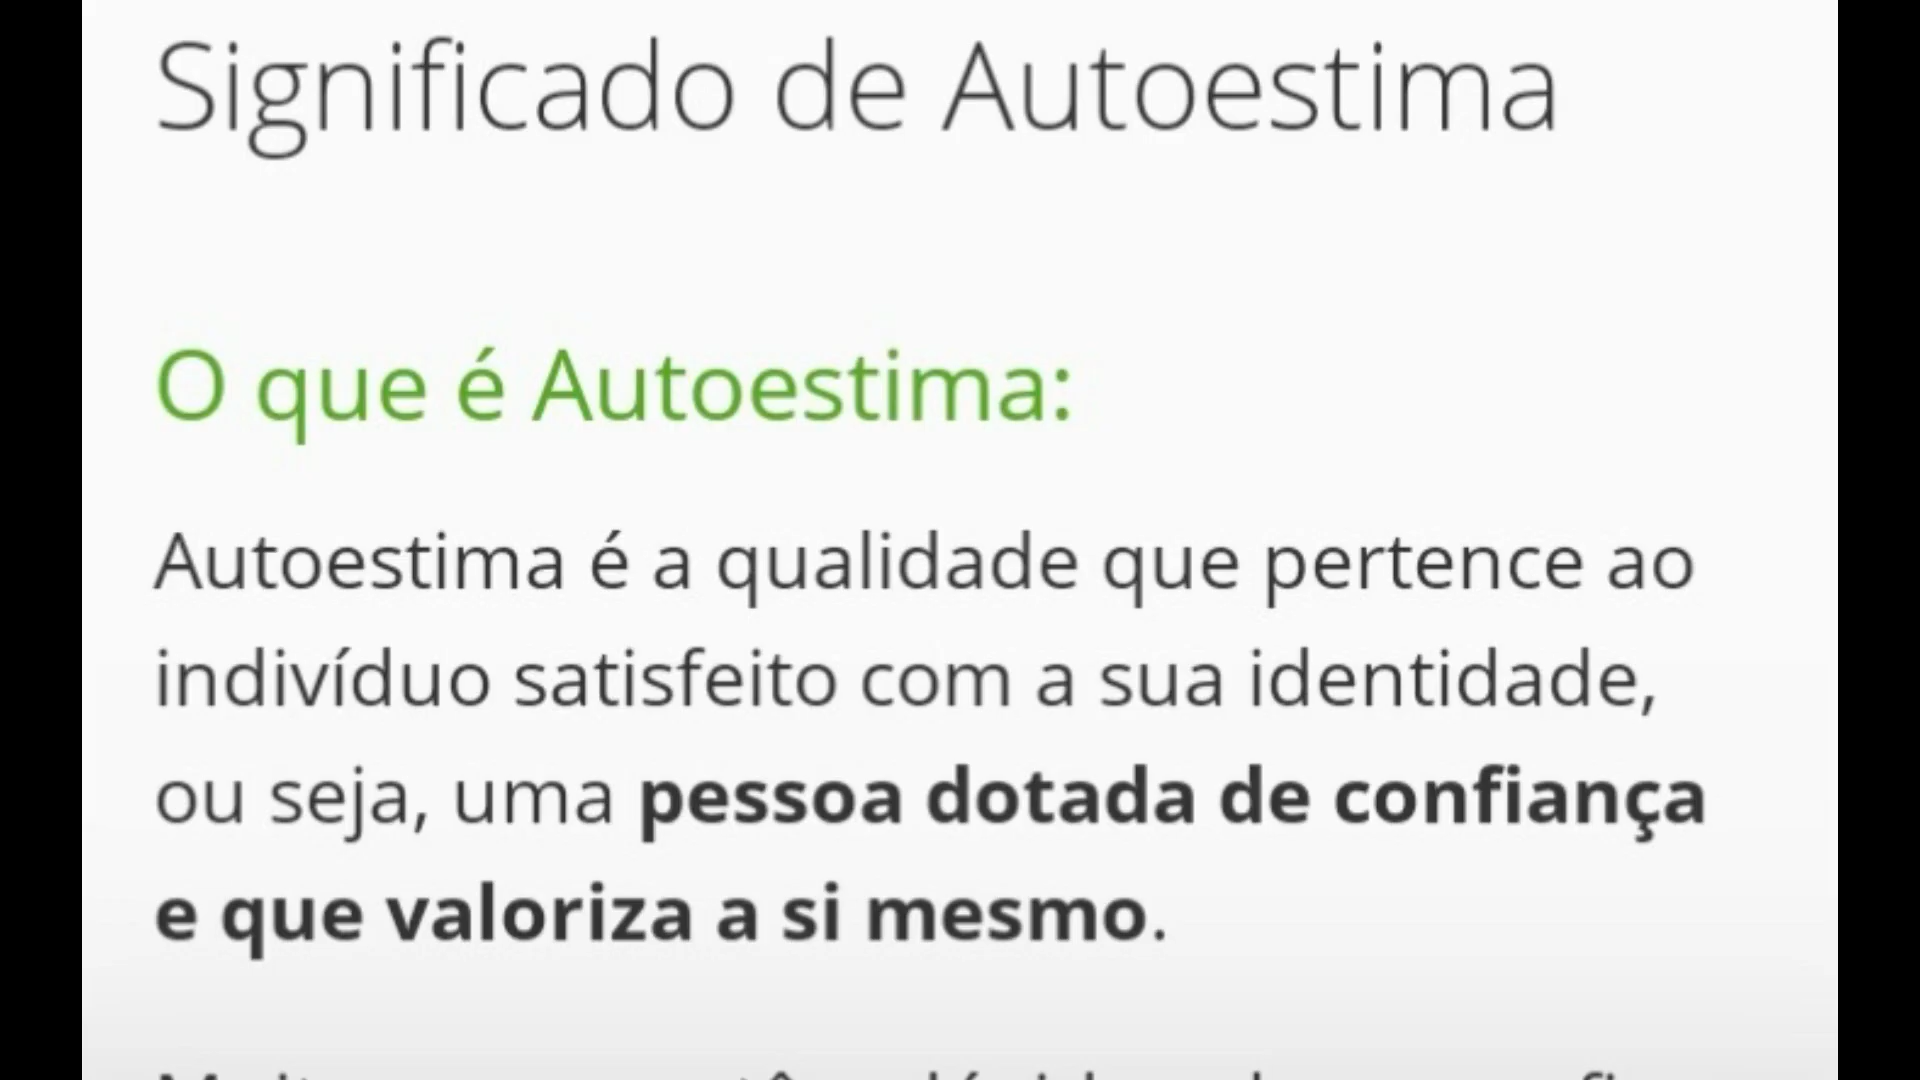 Significado de Autoestima
O que é Autoestima:
Autoestima é a qualidade que pertence ao
indivíduo satisfeito com a sua identidade,
ou seja, uma pessoa dotada de confiança
e que valoriza a si mesmo.